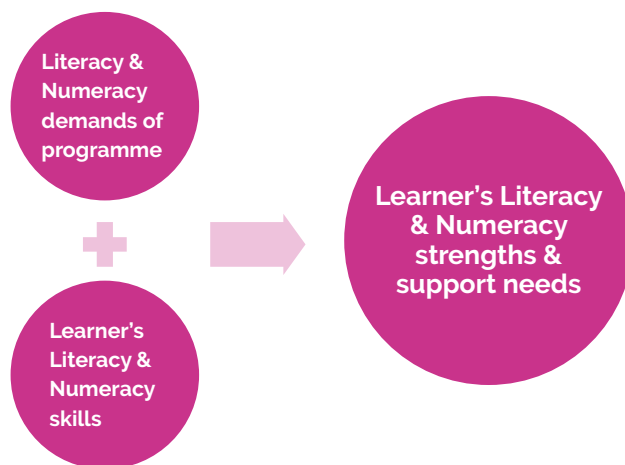 Literacy &
Numeracy
demands of
programme
Learner’s
Literacy &
Numeracy
skills
Learner’s Literacy
& Numeracy
strengths &
support needs